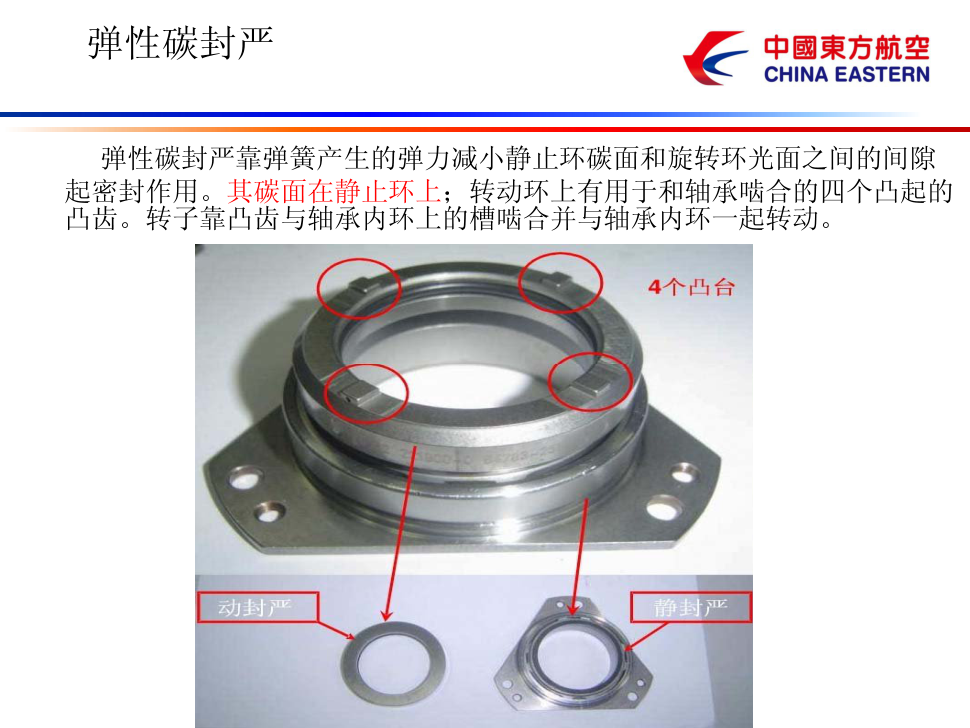 弹性碳封严
中國東方航空
CHINA EASTERN
弹性碳封严靠弹簧产生的弹力减小静止环碳面和旋转环光面之间的间隙
起密封作用。其碳面在静止环上；转动环上有用于和轴承啮合的四个凸起的
凸齿。转子靠凸齿与轴承内环上的槽啮合并与轴承内环一起转动。
4个凸台
动封严
静封严